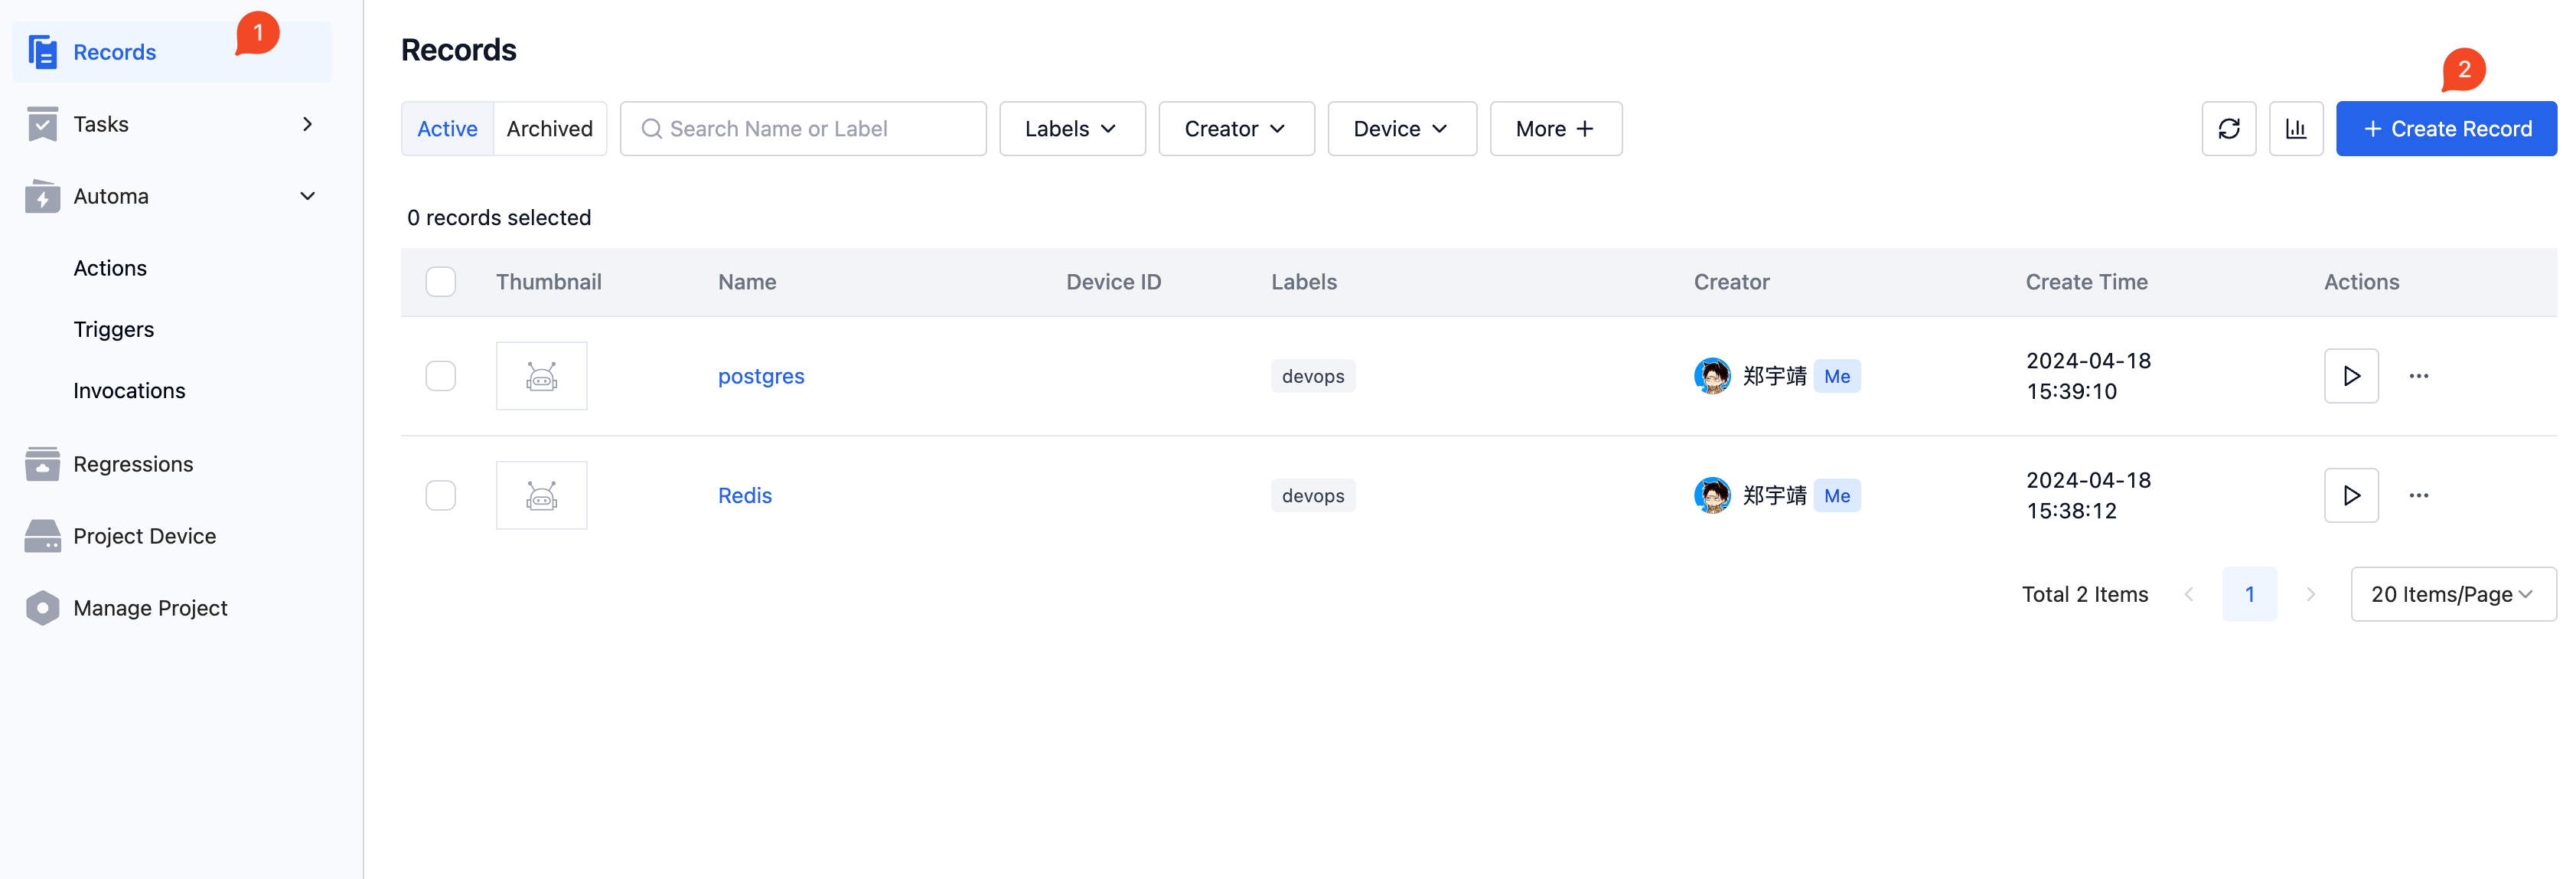 Records
1
Tasks
Automa
Actions
Triggers
Invocations
Regressions
Project Device
Manage Project
Records
2
Active Archived Search Name or Label Labels Creator Device More + + Create Record
0 records selected
Thumbnail Name Device ID Labels Creator Create Time Actions
postgres devops 郑宇靖 Me 2024-04-18
15:39:10
Redis devops 郑宇靖 Me 2024-04-18
15:38:12
Total 2 Items 1 20 Items/Page